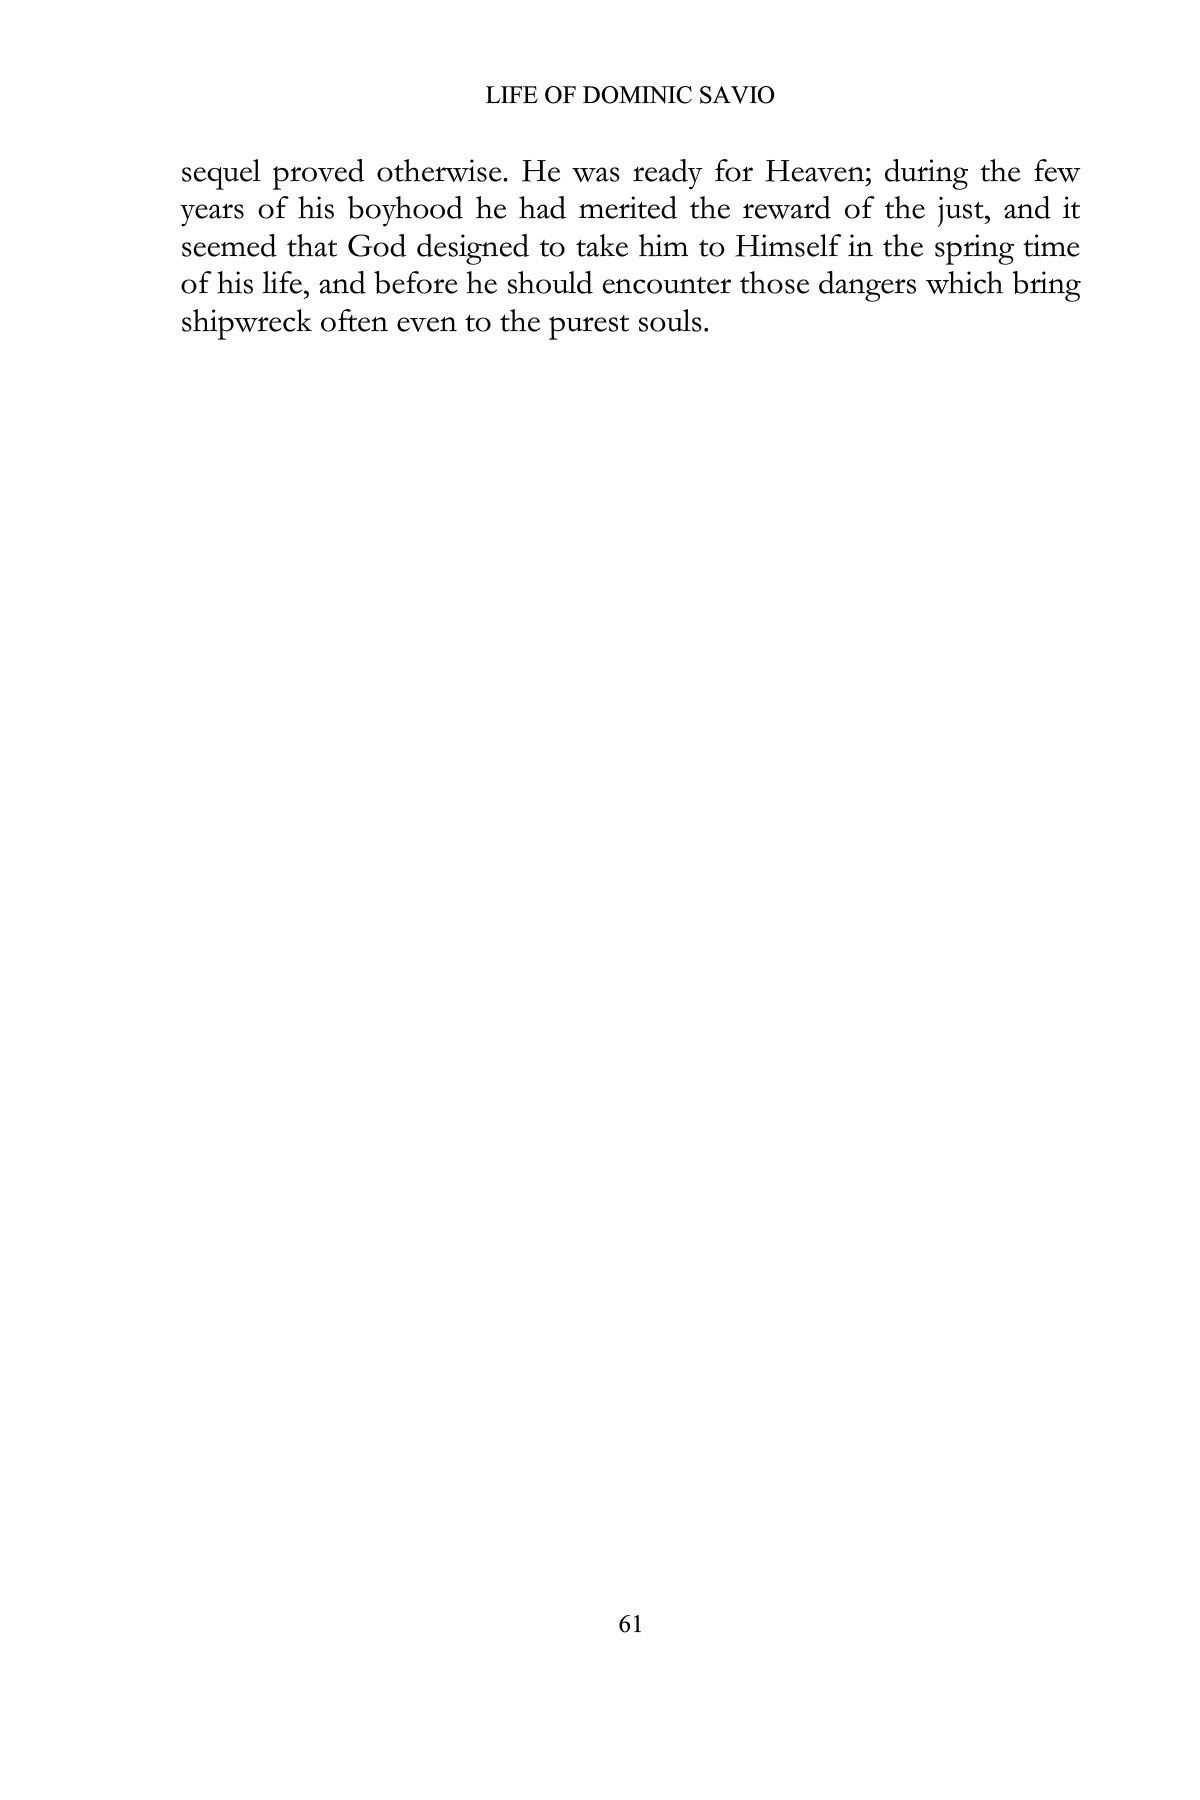 LIFE OF DOMINIC SAVIO
sequel proved otherwise. He was ready for Heaven; during the few
years of his boyhood he had merited the reward of the just, and it
seemed that God designed to take him to Himself in the spring time
of his life, and before he should encounter those dangers which bring
shipwreck often even to the purest souls.
61